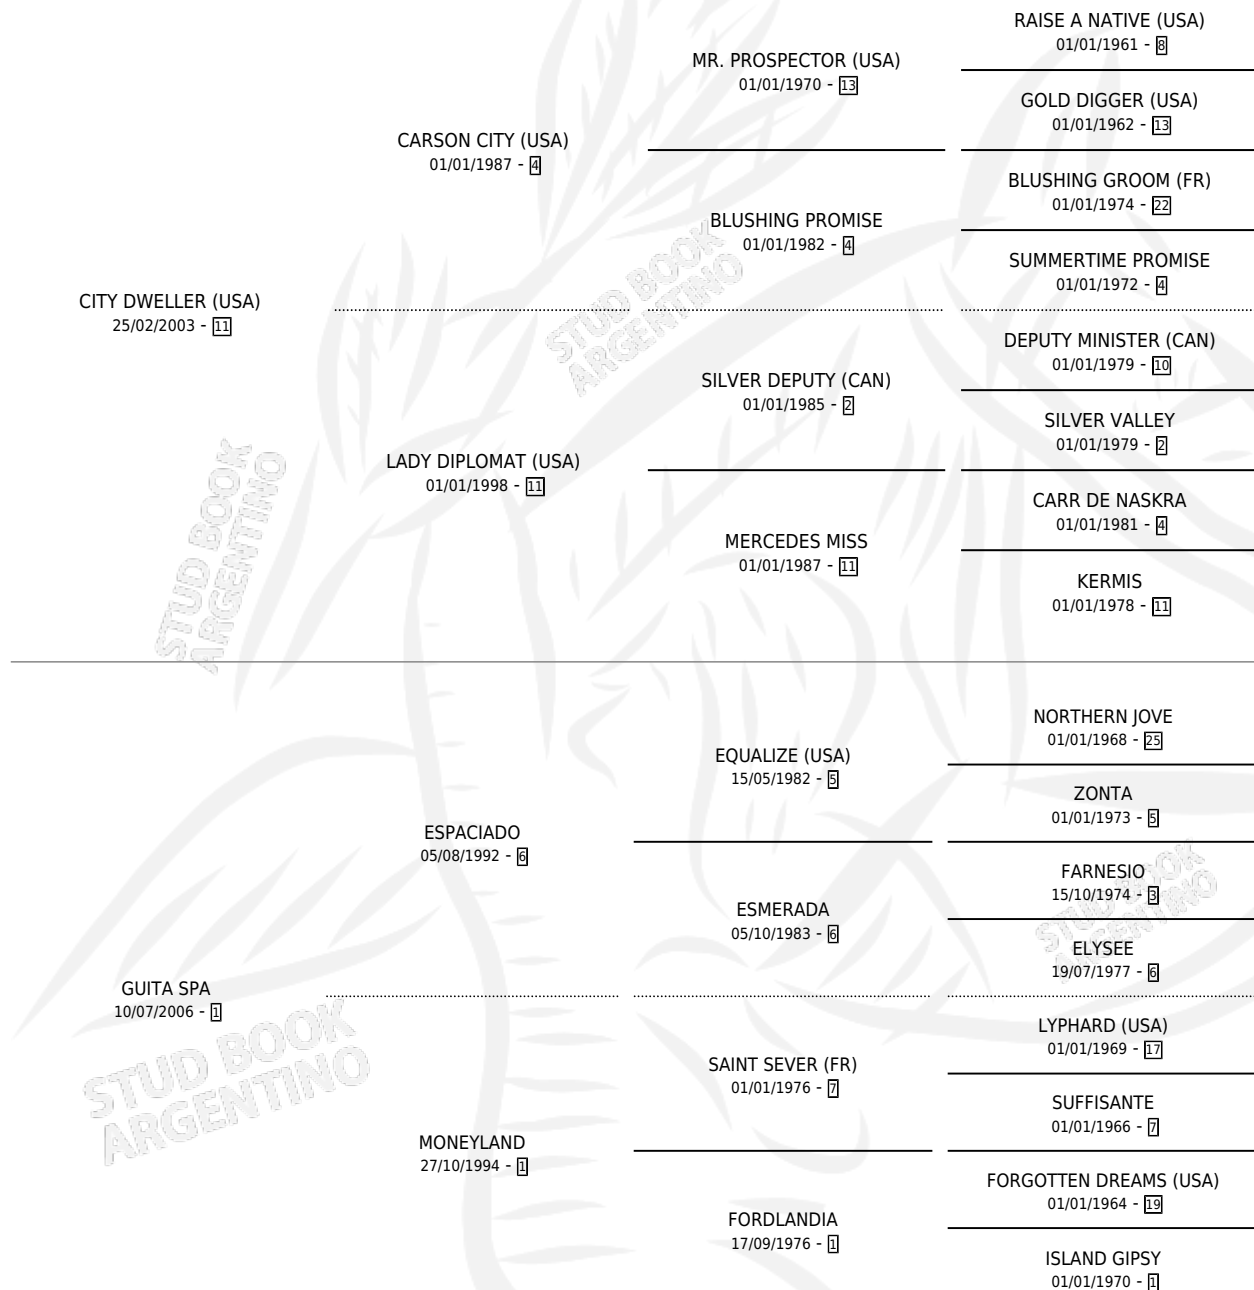 RAISE A NATIVE (USA)
01/01/1961 - 8
MR. PROSPECTOR (USA)
01/01/1970 - 13
GOLD DIGGER (USA)
01/01/1962 - 13
CARSON CITY (USA)
01/01/1987 - 4
BLUSHING GROOM (FR)
01/01/1974 - 22
BLUSHING PROMISE
01/01/1982 - 4
SUMMERTIME PROMISE
01/01/1972 - 4
CITY DWELLER (USA)
25/02/2003 - 11
DEPUTY MINISTER (CAN)
01/01/1979 - 10
SILVER DEPUTY (CAN)
01/01/1985 - 2
SILVER VALLEY
01/01/1979 - 2
LADY DIPLOMAT (USA)
01/01/1998 - 11
CARR DE NASKRA
01/01/1981 - 4
MERCEDES MISS
01/01/1987 - 11
KERMIS
01/01/1978 - 11
NORTHERN JOVE
01/01/1968 - 25
EQUALIZE (USA)
15/05/1982 - 5
ZONTA
01/01/1973 - 5
ESPACIADO
05/08/1992 - 6
FARNESIO
15/10/1974 - 3
ESMERADA
05/10/1983 - 6
ELYSEE
19/07/1977 - 6
GUITA SPA
10/07/2006 - 1
LYPHARD (USA)
01/01/1969 - 17
SAINT SEVER (FR)
01/01/1976 - 7
SUFFISANTE
01/01/1966 - 7
MONEYLAND
27/10/1994 - 1
FORGOTTEN DREAMS (USA)
01/01/1964 - 19
FORDLANDIA
17/09/1976 - 1
ISLAND GIPSY
01/01/1970 - 1
STUD BOOK
ARGENTINO
STUD BOOK
ARGENTINO
STUD BOOK
ARGENTINO
STUD BOOK
ARGENTINO